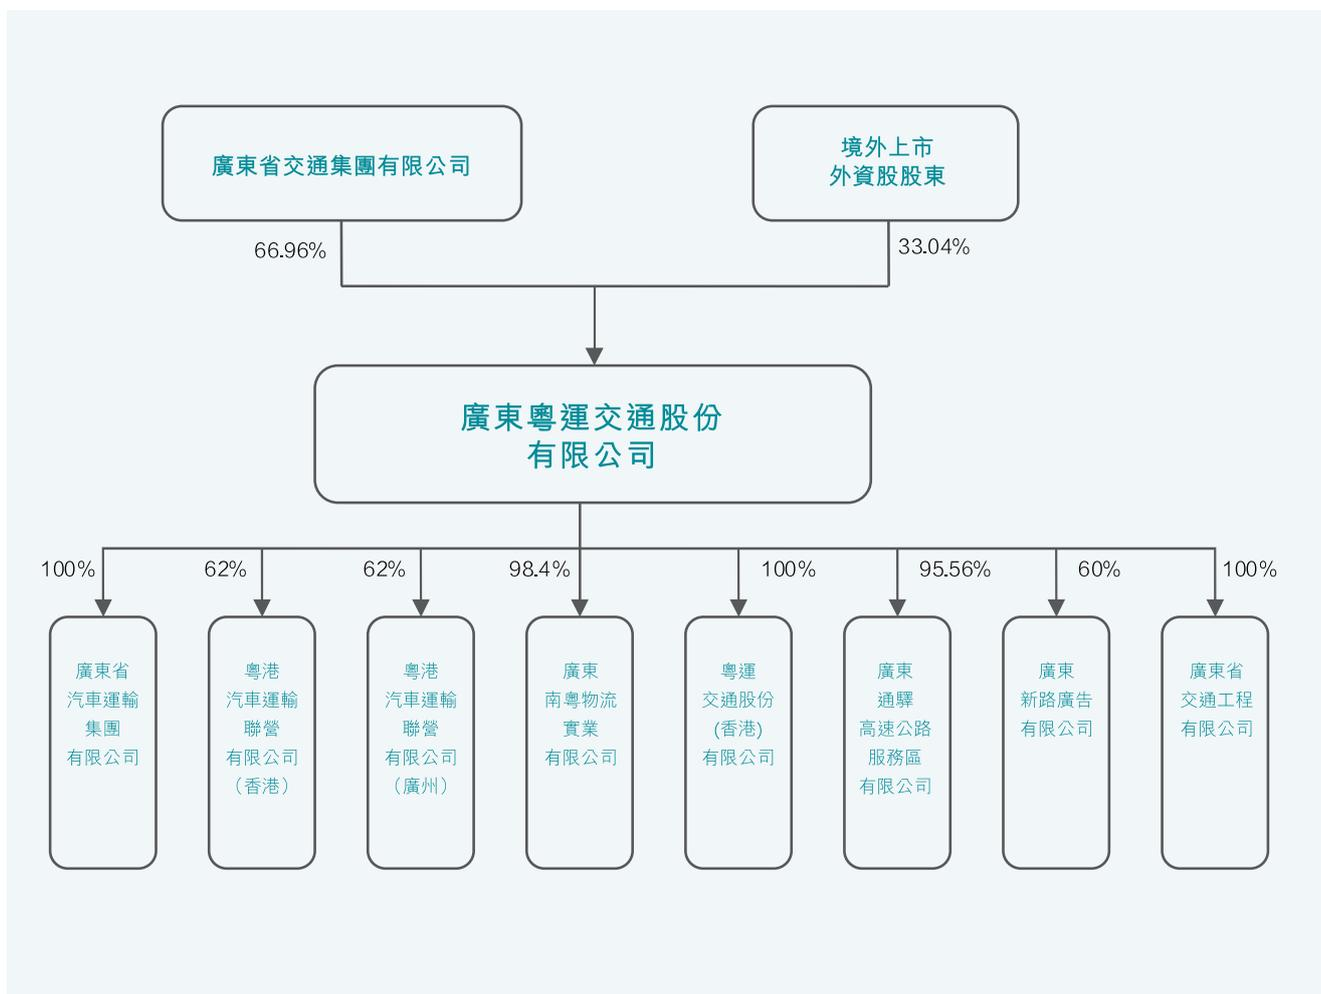 廣東省交通集團有限公司
境外上市
外資股股東
66.96%
33.04%
廣東粵運交通股份
有限公司
100%
62%
62%
98.4%
100%
95.56%
60%
100%
廣東省
汽車運輸
集團
有限公司
粵港
汽車運輸
聯營
有限公司
（香港）
粵港
汽車運輸
聯營
有限公司
（廣州）
廣東
南粵物流
實業
有限公司
粵運
交通股份
(香港)
有限公司
廣東
通驛
高速公路
服務區
有限公司
廣東
新路廣告
有限公司
廣東省
交通工程
有限公司